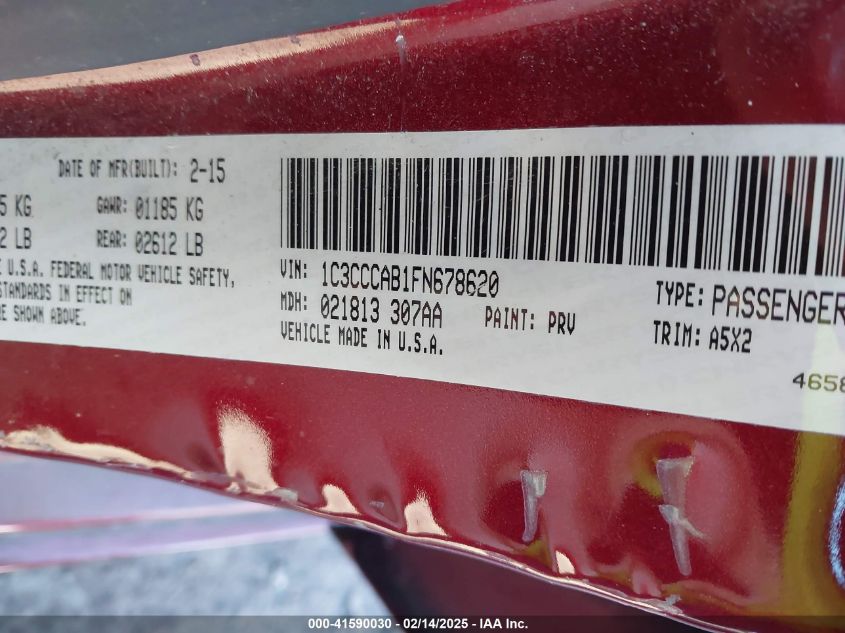 DATE OF MFR(BUILT): 2-15
5 KG GAWR: 01185 KG
2 LB REAR: 02612 LB
E U.S.A. FEDERAL MOTOR VEHICLE SAFETY,
STANDARDS IN EFFECT ON
E SHOWN ABOVE.
VIN: 1C3CCCAB1FN678620
MDH: 021813 307AA PAINT: PRV
VEHICLE MADE IN U.S.A.
TYPE: PASSENGER
TRIM: A5X2
4658
000-41590030 - 02/14/2025 - IAA Inc.